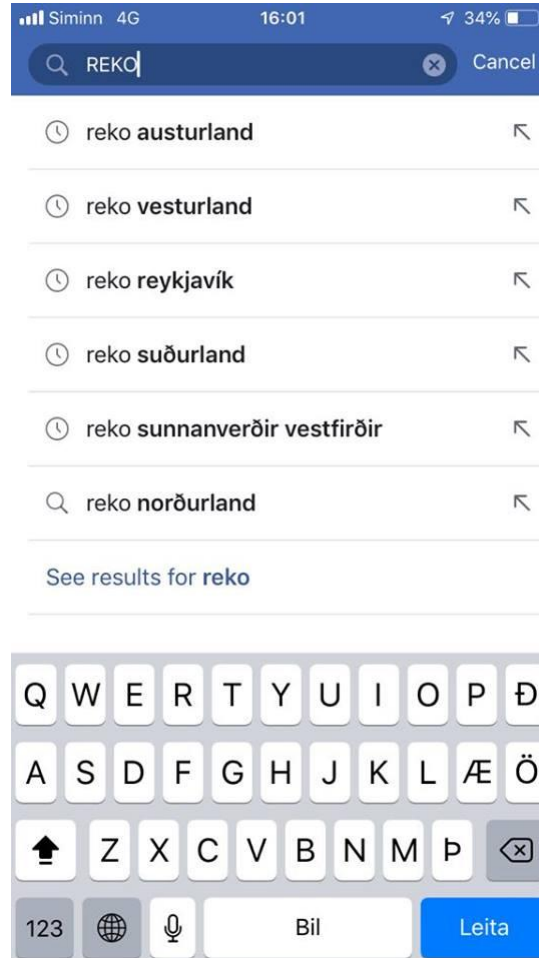 Siminn 4G 16:01 34%
REKO Cancel
reko austurland
reko vesturland
reko reykjavík
reko suðurland
reko sunnanverðir vestfirðir
reko norðurland
See results for reko
Q W E R T Y U I O P Ð
A S D F G H J K L Æ Ö
Z X C V B N M Þ
123 Bil Leita